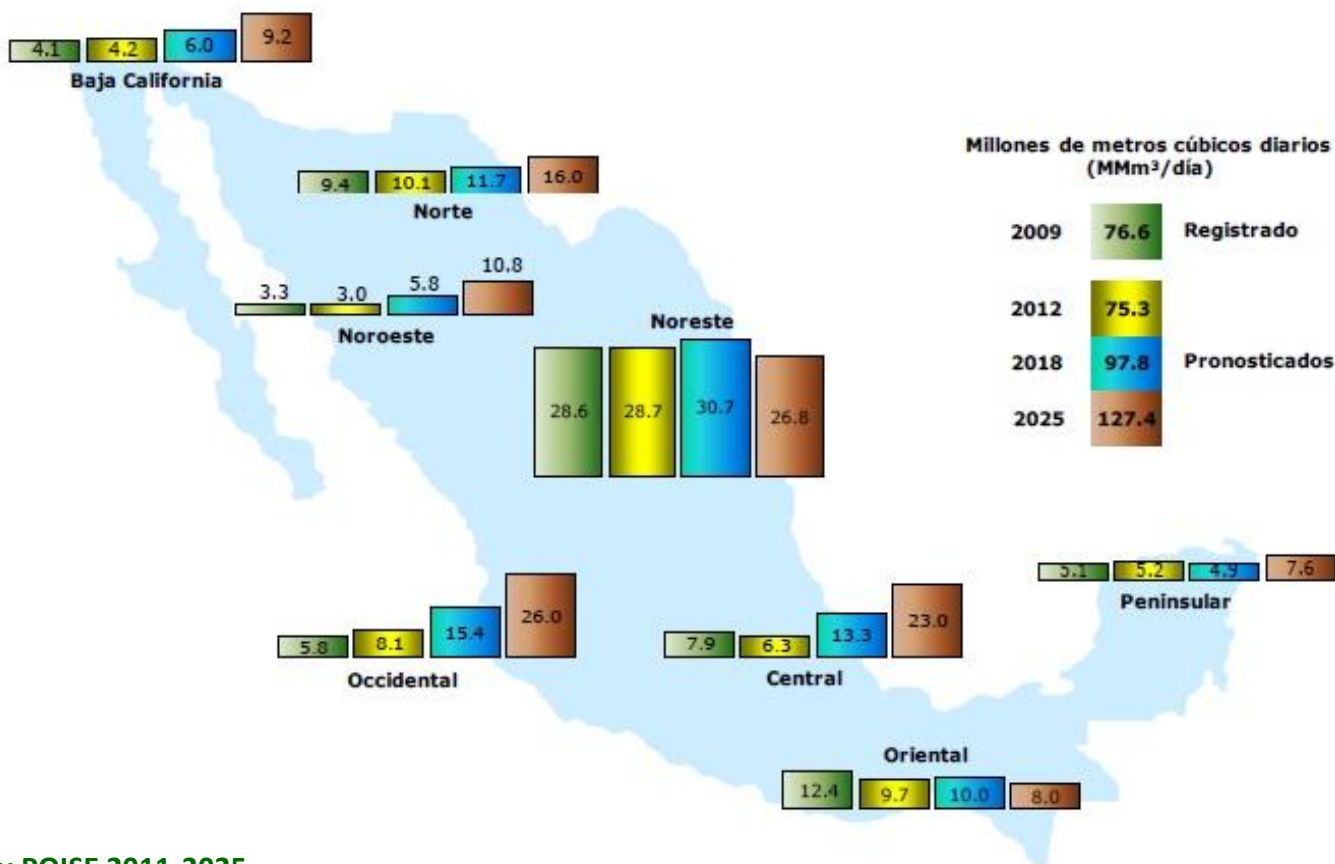 4.1 4.2 6.0 9.2
Baja California
9.4 10.1 11.7 16.0
Norte
3.3 3.0 5.8 10.8
Noroeste
Noreste
28.6 28.7 30.7 26.8
Millones de metros cúbicos diarios
(MMm³/día)
2009 76.6 Registrado
2012 75.3
2018 97.8 Pronosticados
2025 127.4
5.1 5.2 4.9 7.6
Peninsular
5.8 8.1 15.4 26.0
Occidental
7.9 6.3 13.3 23.0
Central
Oriental
12.4 9.7 10.0 8.0
POISE 2011-2025